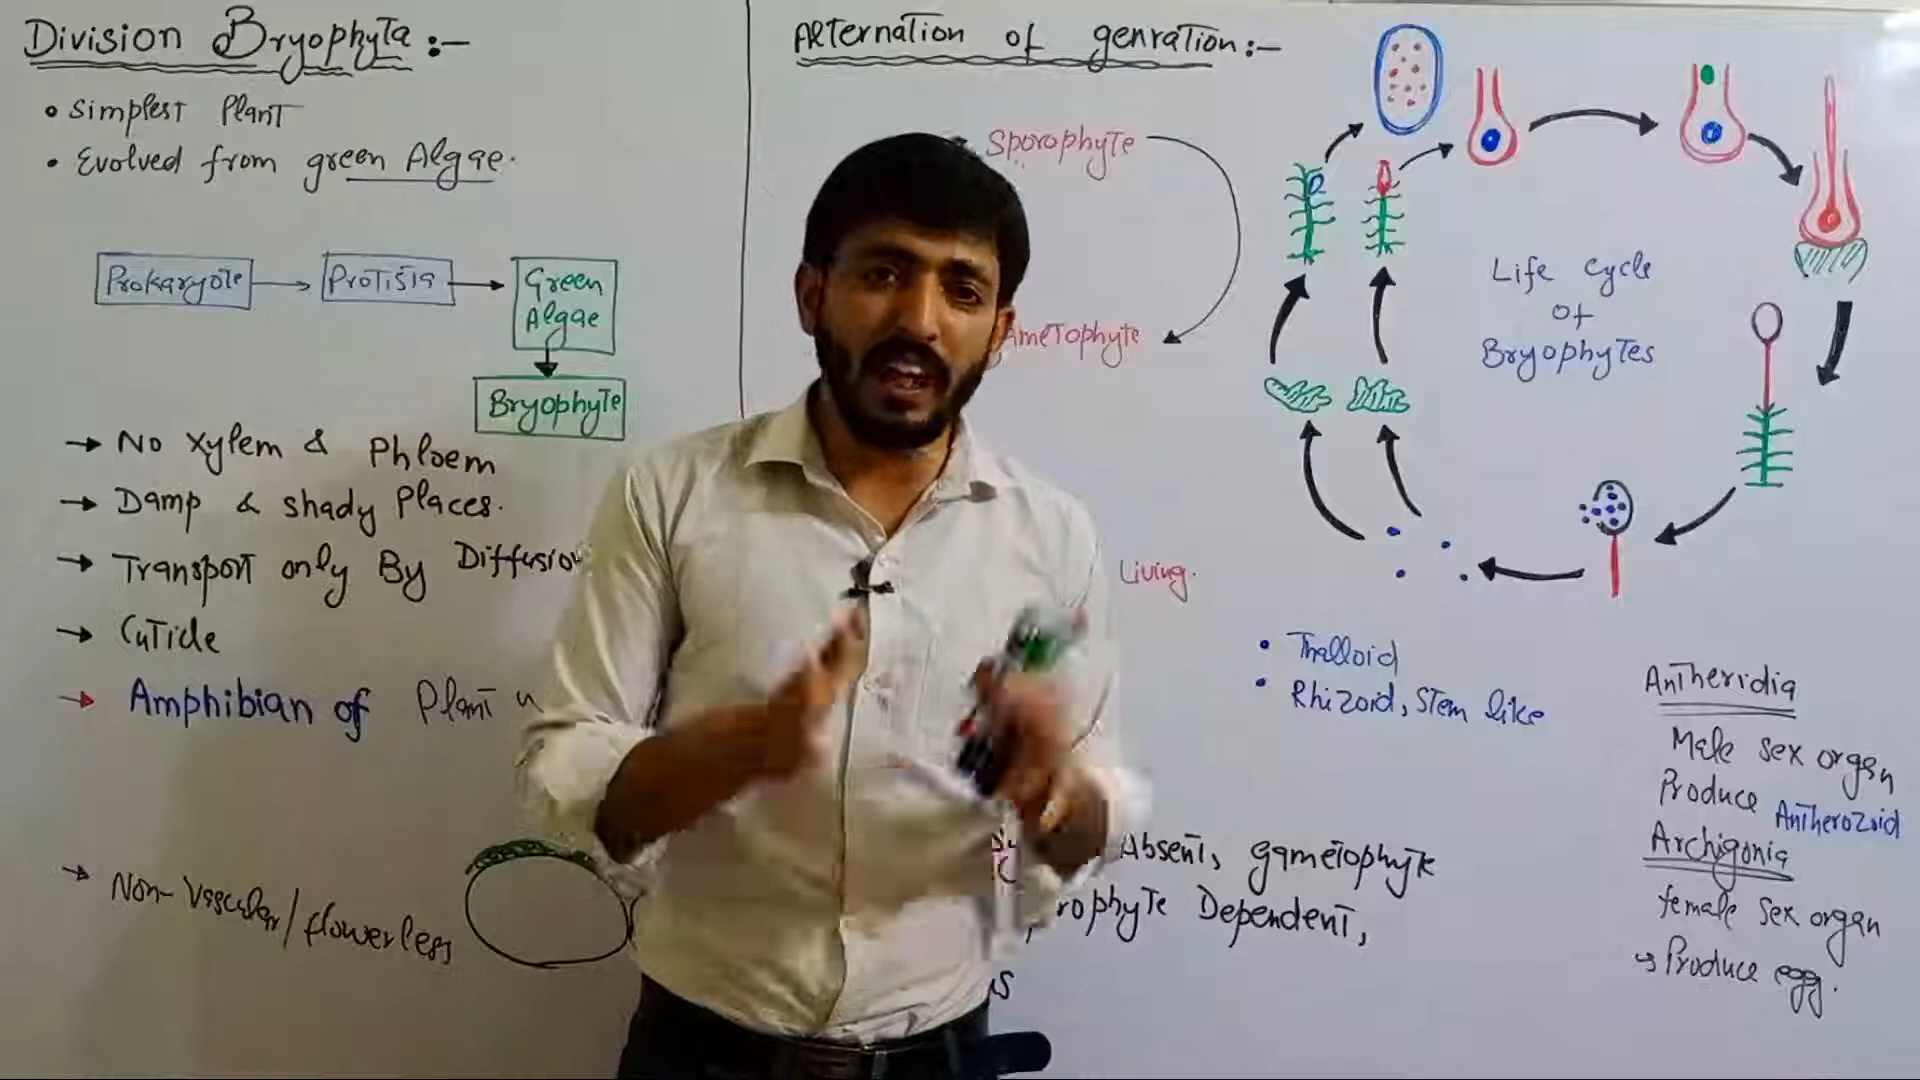 Division Bryophyta :-
• Simplest Plant
• Evolved from green Algae.
Prokaryote
Protista
Green
Algae
Bryophyte
→ No Xylem & Phloem
→ Damp & shady Places.
→ Transport only By Diffusion
→ Cuticle
→ Amphibian of Plant
→ Non-Vascular/flowerless
Alternation of genration:-
Sporophyte
Ametophyte
Living.
Absent, gametophyte
rophyte Dependent,
Life Cycle
of
Bryophytes
• Thalloid
• Rhizoid, Stem like
Antheridia
Male sex organ
Produce Antherozoid
Archigonia
female sex organ
↳ Produce egg.